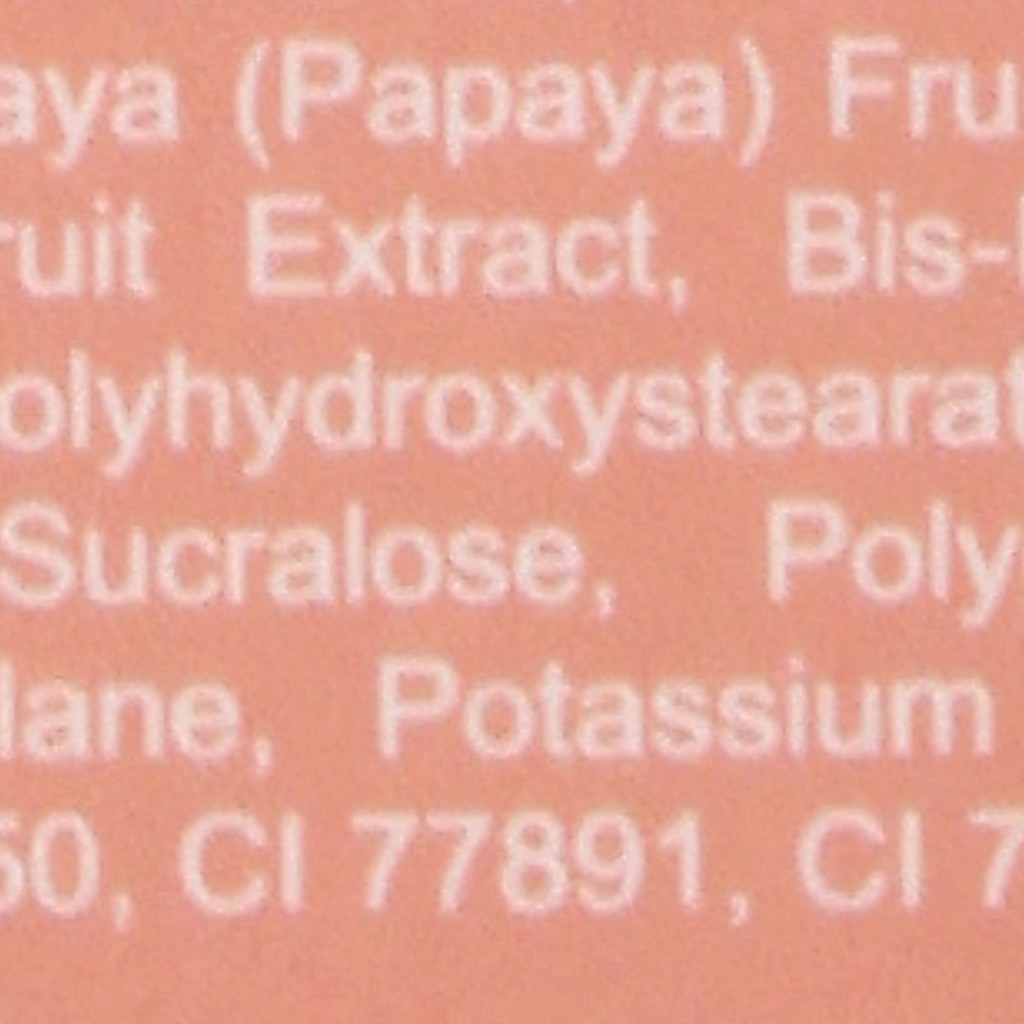 aya (Papaya) Fru
ruit Extract, Bis-
olyhydroxystearat
Sucralose, Poly
lane, Potassium
50, CI 77891, CI 7